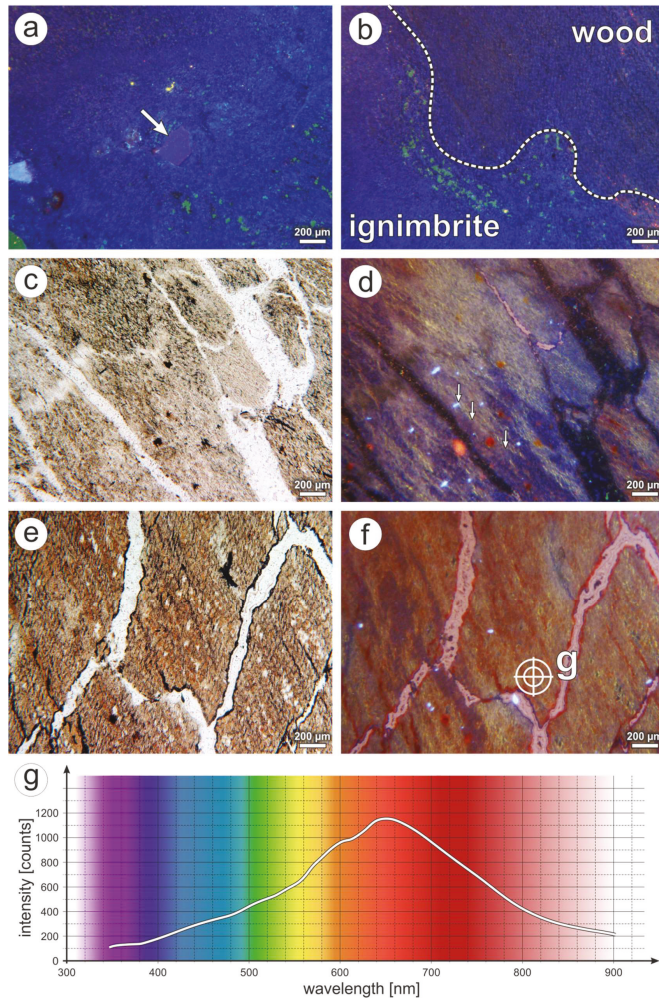 a
b
wood
ignimbrite
200 µm
200 µm
c
d
200 µm
200 µm
e
f
g
200 µm
200 µm
g
intensity [counts]
1200
1000
800
600
400
200
0
300 400 500 600 700 800 900
wavelength [nm]